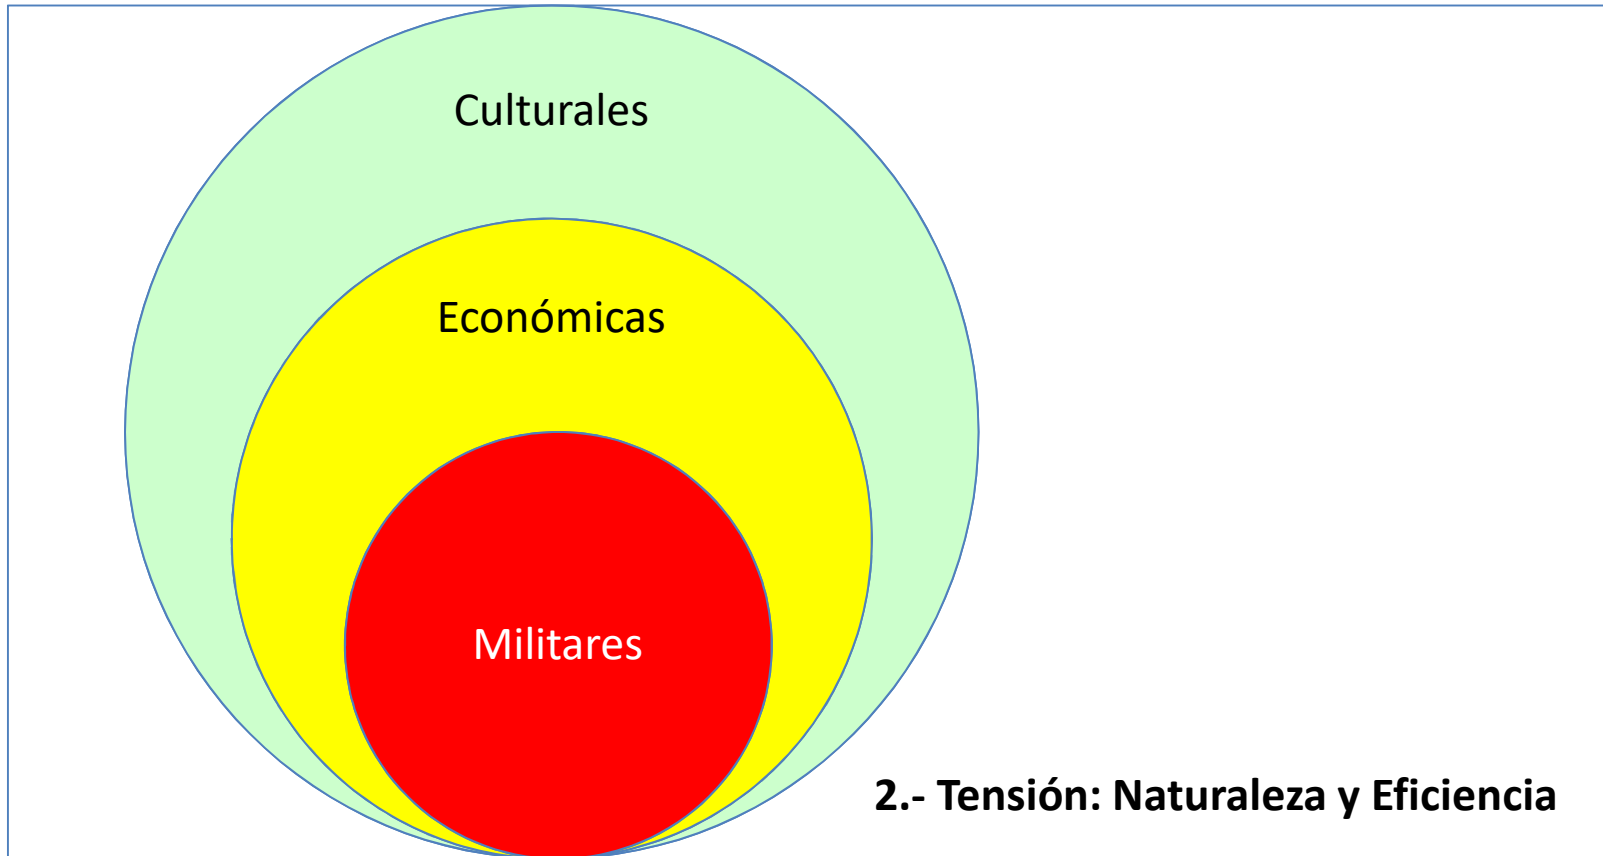 Culturales
Económicas
Militares
2.- Tensión: Naturaleza y Eficiencia